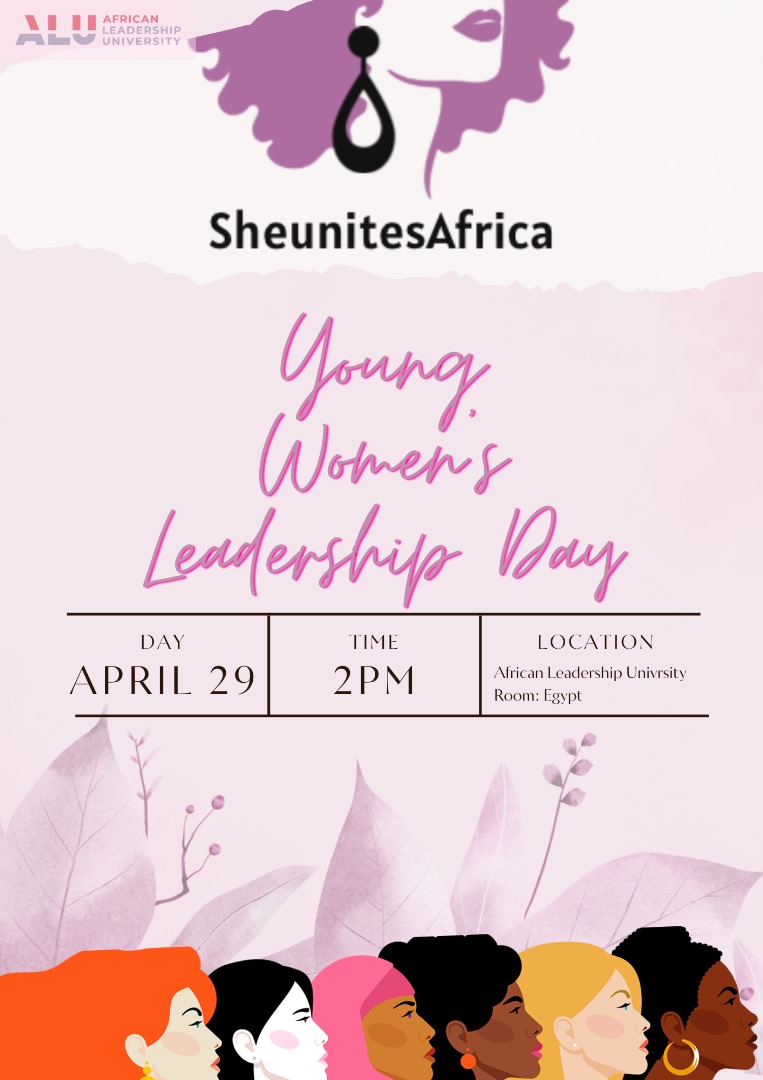 ALU AFRICAN
LEADERSHIP
UNIVERSITY
SheunitesAfrica
Young
Women's
Leadership Day
DAY
APRIL 29
TIME
2PM
LOCATION
African Leadership Univrsity
Room: Egypt